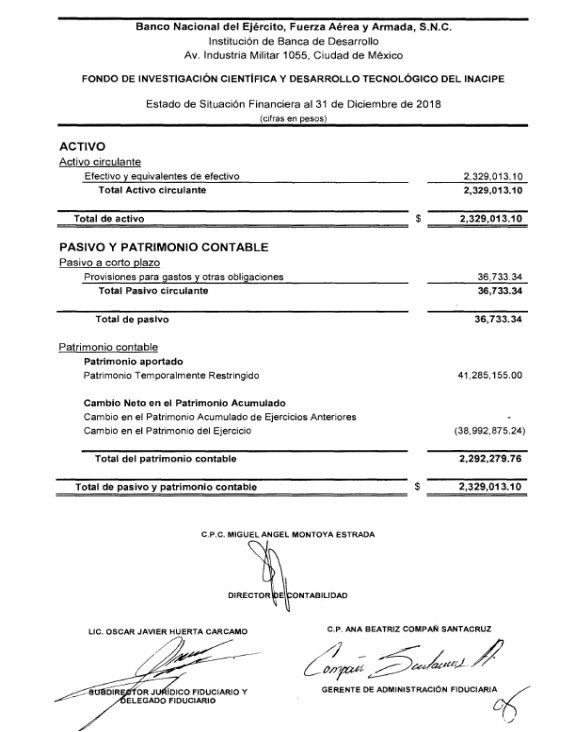 Banco Nacional del Ejército, Fuerza Aérea y Armada, S.N.C.
Institución de Banca de Desarrollo
Av. Industria Militar 1055, Ciudad de México
FONDO DE INVESTIGACIÓN CIENTÍFICA Y DESARROLLO TECNOLÓGICO DEL INACIPE
Estado de Situación Financiera al 31 de Diciembre de 2018
(cifras en pesos)
ACTIVO
Activo circulante
Efectivo y equivalentes de efectivo 2,329,013.10
Total Activo circulante 2,329,013.10
Total de activo $ 2,329,013.10
PASIVO Y PATRIMONIO CONTABLE
Pasivo a corto plazo
Provisiones para gastos y otras obligaciones 36,733.34
Total Pasivo circulante 36,733.34
Total de pasivo 36,733.34
Patrimonio contable
Patrimonio aportado
Patrimonio Temporalmente Restringido 41,285,155.00
Cambio Neto en el Patrimonio Acumulado
Cambio en el Patrimonio Acumulado de Ejercicios Anteriores -
Cambio en el Patrimonio del Ejercicio (38,992,875.24)
Total del patrimonio contable 2,292,279.76
Total de pasivo y patrimonio contable $ 2,329,013.10
C.P.C. MIGUEL ANGEL MONTOYA ESTRADA
DIRECTOR DE CONTABILIDAD
LIC. OSCAR JAVIER HUERTA CARCAMO
C.P. ANA BEATRIZ COMPAÑ SANTACRUZ
Compañ Santacruz A.
SUBDIRECTOR JURÍDICO FIDUCIARIO Y
DELEGADO FIDUCIARIO
GERENTE DE ADMINISTRACIÓN FIDUCIARIA